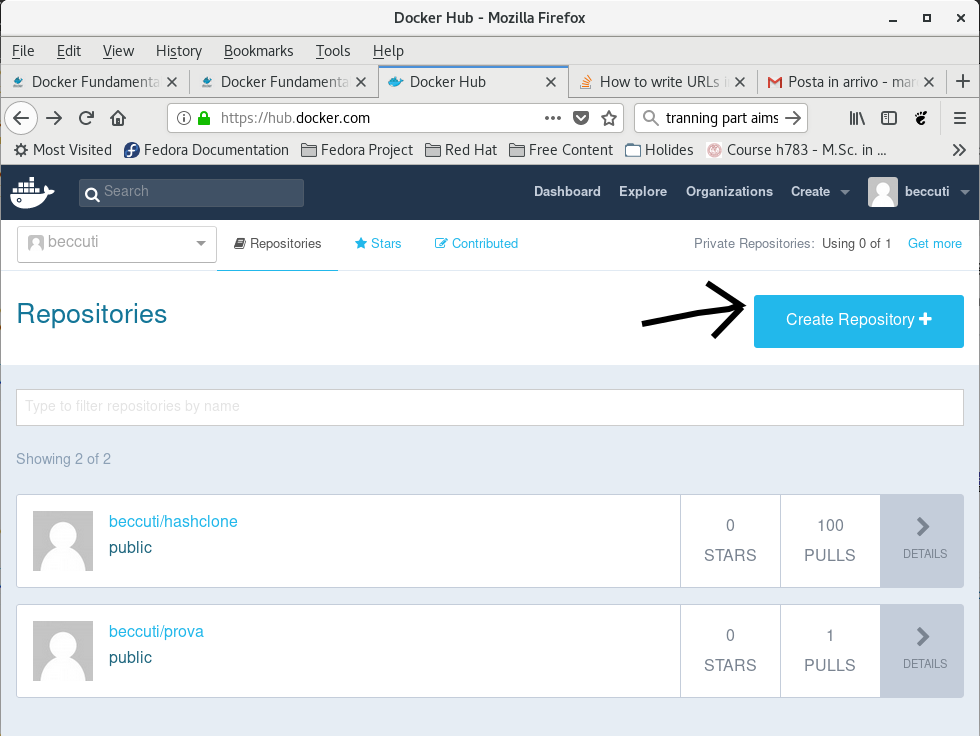 Docker Hub - Mozilla Firefox
File Edit View History Bookmarks Tools Help
Docker Fundamenta Docker Fundamenta Docker Hub How to write URLs i Posta in arrivo - mar
https://hub.docker.com tranning part aims
Most Visited Fedora Documentation Fedora Project Red Hat Free Content Holides Course h783 - M.Sc. in ...
Search Dashboard Explore Organizations Create beccuti
beccuti Repositories Stars Contributed Private Repositories: Using 0 of 1 Get more
Repositories
Create Repository
Type to filter repositories by name
Showing 2 of 2
beccuti/hashclone
public
0
STARS
100
PULLS
DETAILS
beccuti/prova
public
0
STARS
1
PULLS
DETAILS